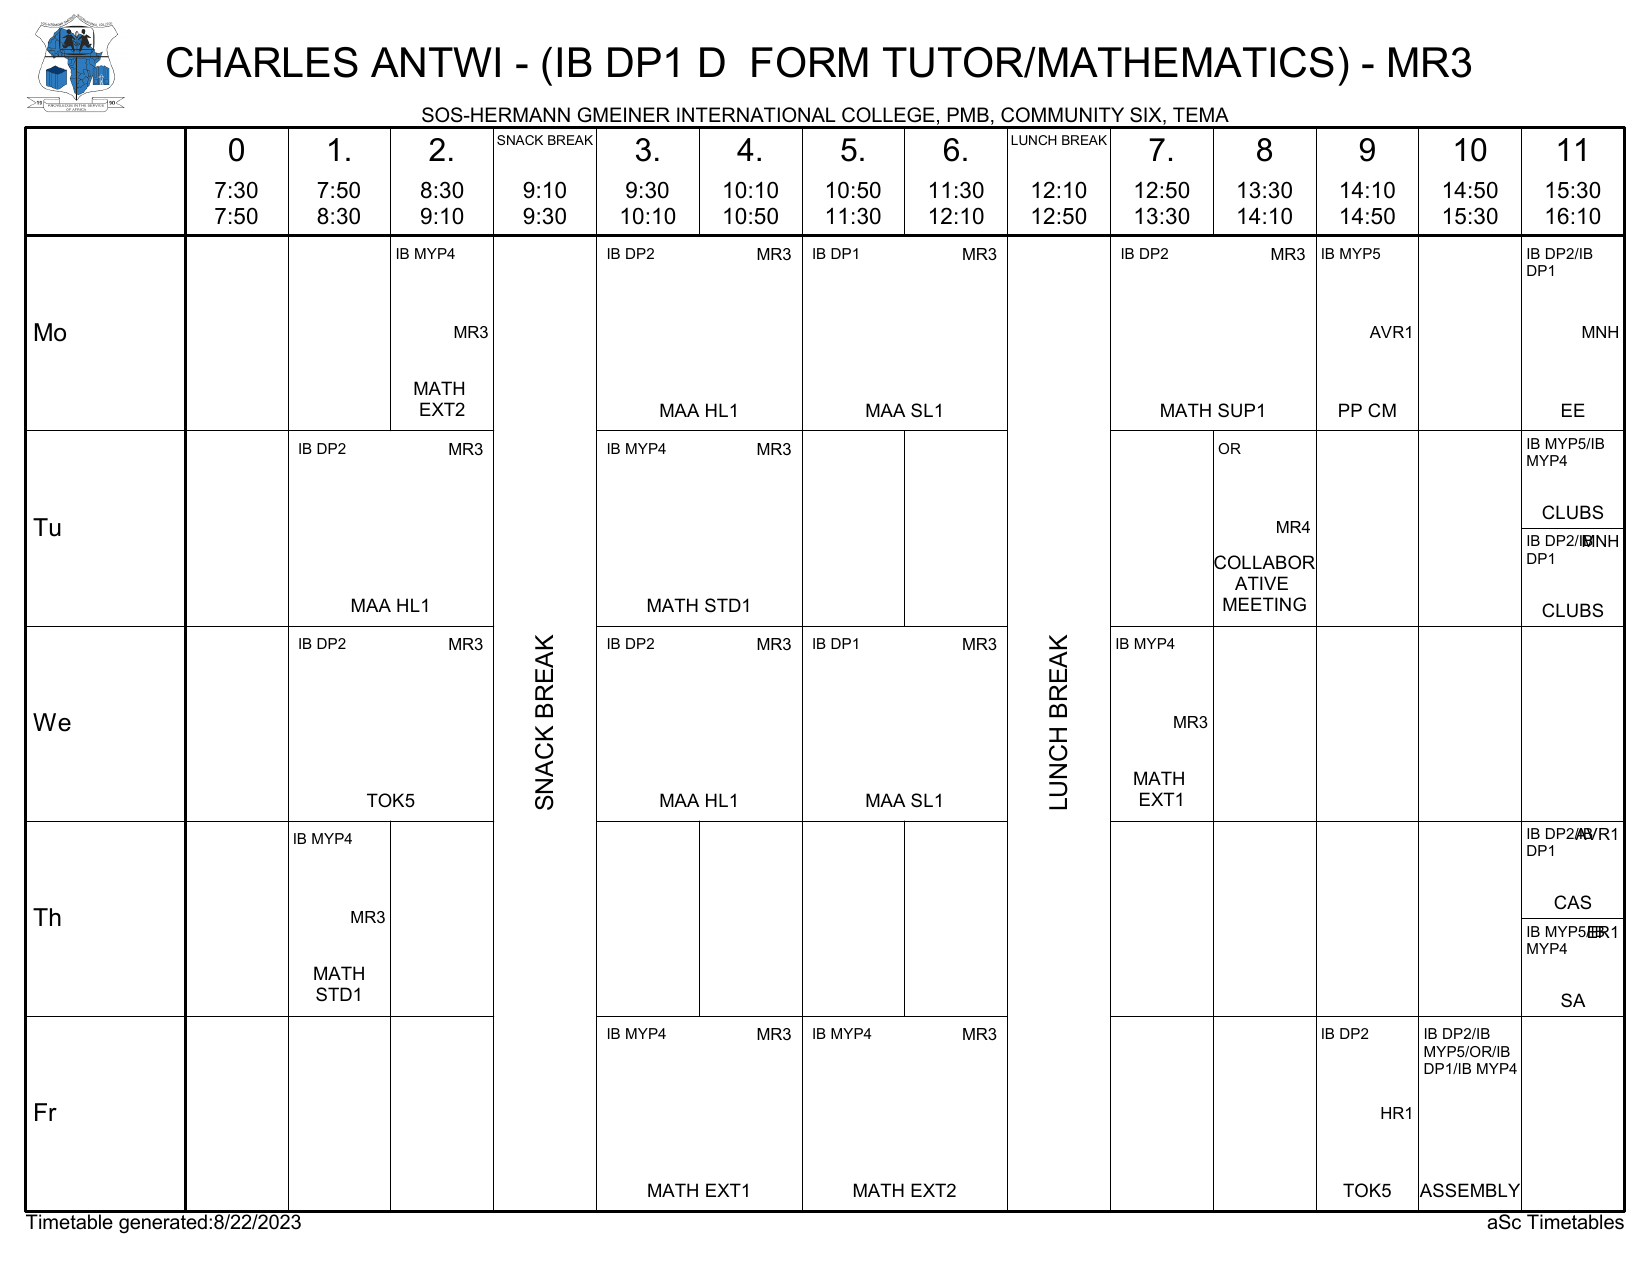 CHARLES ANTWI - (IB DP1 D  FORM TUTOR/MATHEMATICS) - MR3
SOS-HERMANN GMEINER INTERNATIONAL COLLEGE, PMB, COMMUNITY SIX, TEMA
0 1. 2. SNACK BREAK 3. 4. 5. 6. LUNCH BREAK 7. 8 9 10 11
7:30 7:50 8:30 9:10 9:30 10:10 10:50 11:30 12:10 12:50 13:30 14:10 14:50 15:30
7:50 8:30 9:10 9:30 10:10 10:50 11:30 12:10 12:50 13:30 14:10 14:50 15:30 16:10
SNACK BREAK
LUNCH BREAK
Mo
IB MYP4
MR3
MATH
EXT2
IB DP2 MR3
MAA HL1
IB DP1 MR3
MAA SL1
IB DP2 MR3
MATH SUP1
IB MYP5
AVR1
PP CM
IB DP2/IB
DP1
MNH
EE
Tu
IB DP2 MR3
MAA HL1
IB MYP4 MR3
MATH STD1
OR
MR4
COLLABOR
ATIVE
MEETING
IB MYP5/IB
MYP4
CLUBS
IB DP2/IB MNH
DP1
CLUBS
We
IB DP2 MR3
TOK5
IB DP2 MR3
MAA HL1
IB DP1 MR3
MAA SL1
IB MYP4
MR3
MATH
EXT1
Th
IB MYP4
MR3
MATH
STD1
IB DP2/IB AVR1
DP1
CAS
IB MYP5/IB
MYP4
SA
Fr
IB MYP4 MR3
MATH EXT1
IB MYP4 MR3
MATH EXT2
IB DP2
HR1
TOK5
IB DP2/IB
MYP5/OR/IB
DP1/IB MYP4
ASSEMBLY
Timetable generated:8/22/2023
aSc Timetables